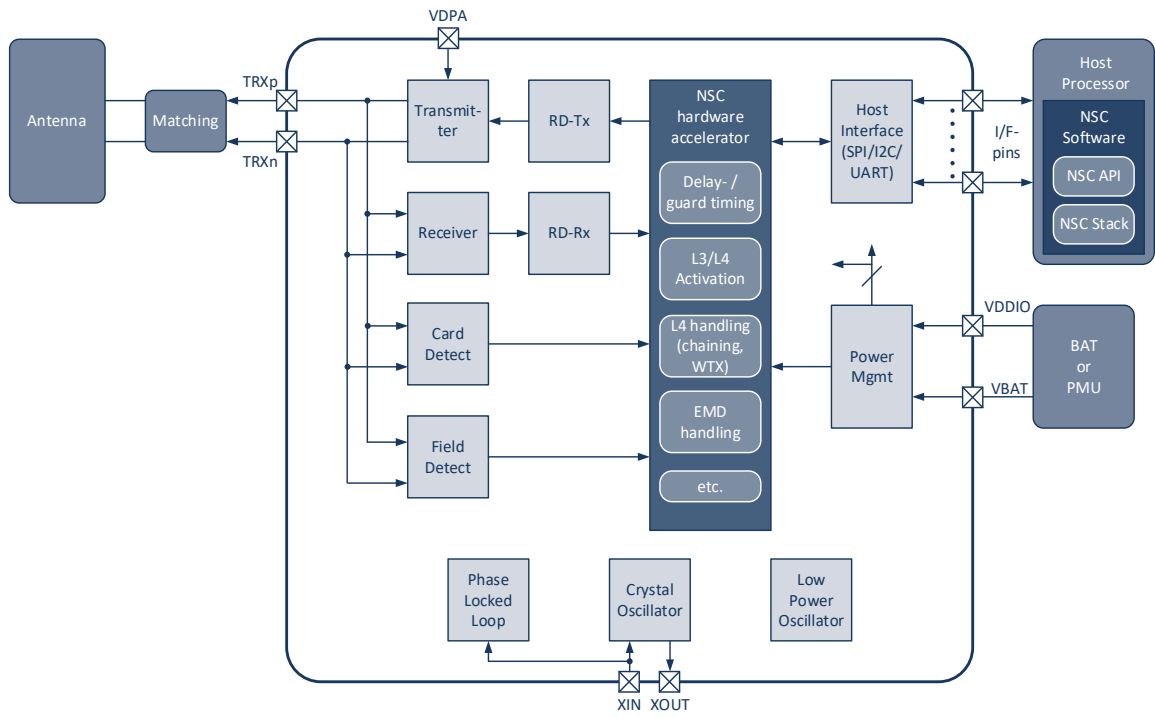 VDPA
Antenna
Matching
TRXp
TRXn
Transmit-
ter
RD-Tx
NSC
hardware
accelerator
Delay- /
guard timing
L3/L4
Activation
L4 handling
(chaining,
WTX)
EMD
handling
etc.
Host
Interface
(SPI/I2C/
UART)
I/F-
pins
Host
Processor
NSC
Software
NSC API
NSC Stack
Receiver
RD-Rx
Card
Detect
Field
Detect
Power
Mgmt
VDDIO
VBAT
BAT
or
PMU
Phase
Locked
Loop
Crystal
Oscillator
Low
Power
Oscillator
XIN
XOUT